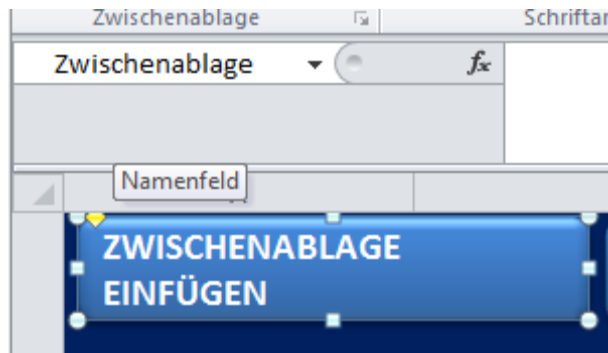 Zwischenablage
Schriftar
Zwischenablage
fx
Namenfeld
ZWISCHENABLAGE
EINFÜGEN